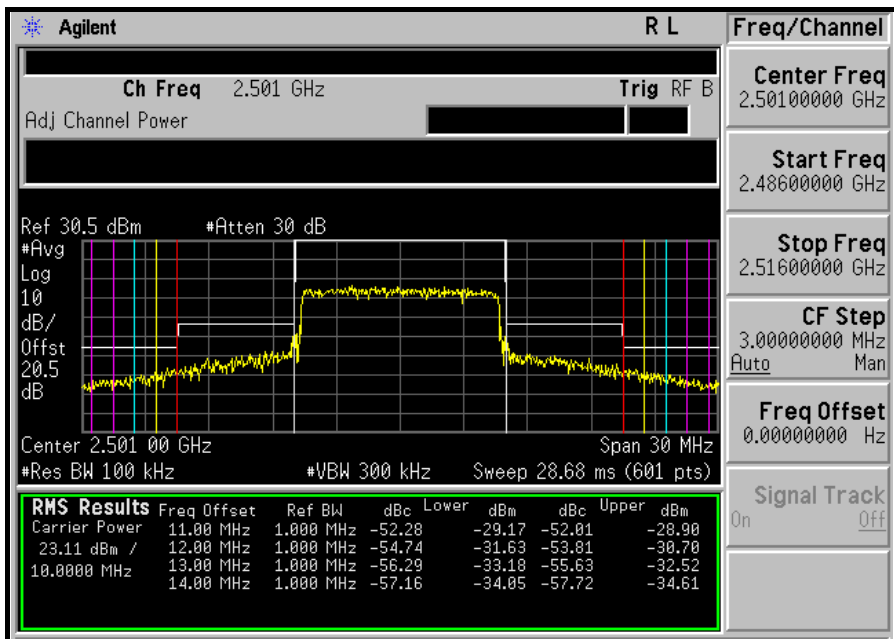 Agilent R L Freq/Channel
Ch Freq 2.501 GHz Trig RF B
Adj Channel Power
Center Freq
2.50100000 GHz
Start Freq
2.48600000 GHz
Stop Freq
2.51600000 GHz
CF Step
3.00000000 MHz
Auto Man
Freq Offset
0.00000000 Hz
Signal Track
On Off
Ref 30.5 dBm #Atten 30 dB
#Avg
Log
10
dB/
Offst
20.5
dB
Center 2.501 00 GHz Span 30 MHz
#Res BW 100 kHz #VBW 300 kHz Sweep 28.68 ms (601 pts)
RMS Results Freq Offset Ref BW dBc Lower dBm dBc Upper dBm
Carrier Power 11.00 MHz 1.000 MHz -52.28 -29.17 -52.01 -28.90
23.11 dBm / 12.00 MHz 1.000 MHz -54.74 -31.63 -53.81 -30.70
10.0000 MHz 13.00 MHz 1.000 MHz -56.29 -33.18 -55.63 -32.52
14.00 MHz 1.000 MHz -57.16 -34.05 -57.72 -34.61